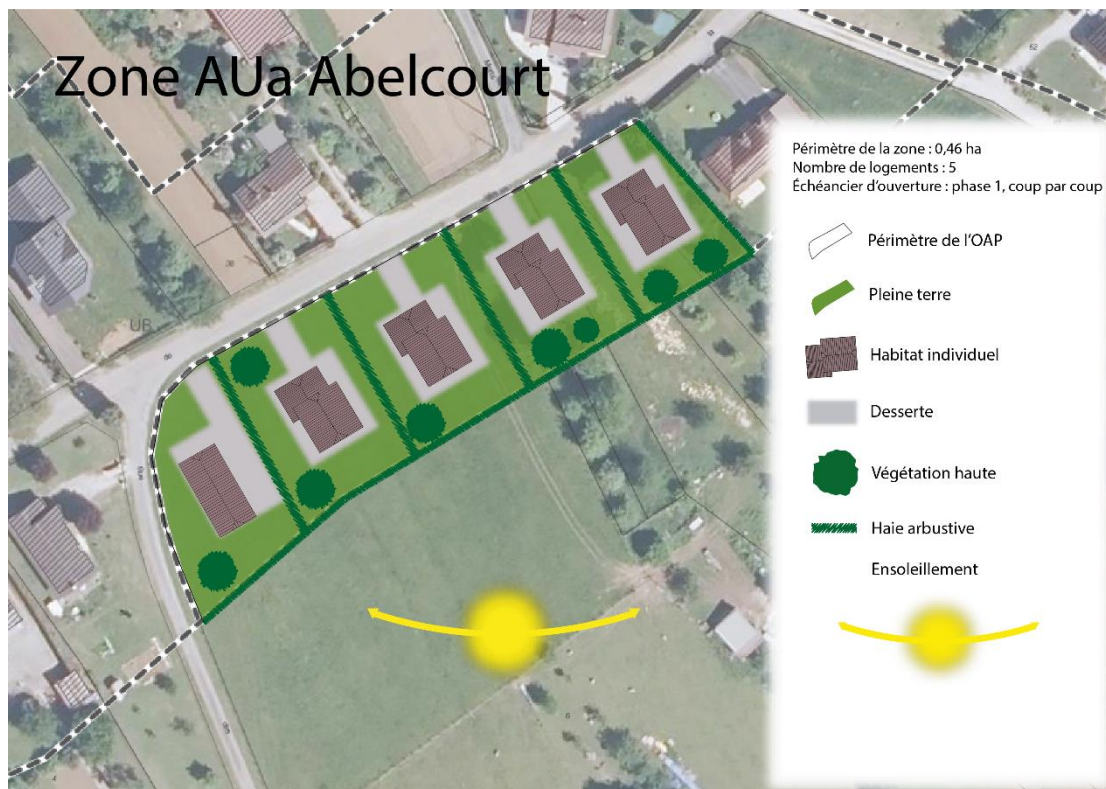 Zone AUa Abelcourt
Périmètre de la zone : 0,46 ha
Nombre de logements : 5
Échéancier d'ouverture : phase 1, coup par coup
Périmètre de l'OAP
Pleine terre
Habitat individuel
Desserte
Végétation haute
Haie arbustive
Ensoleillement
UB